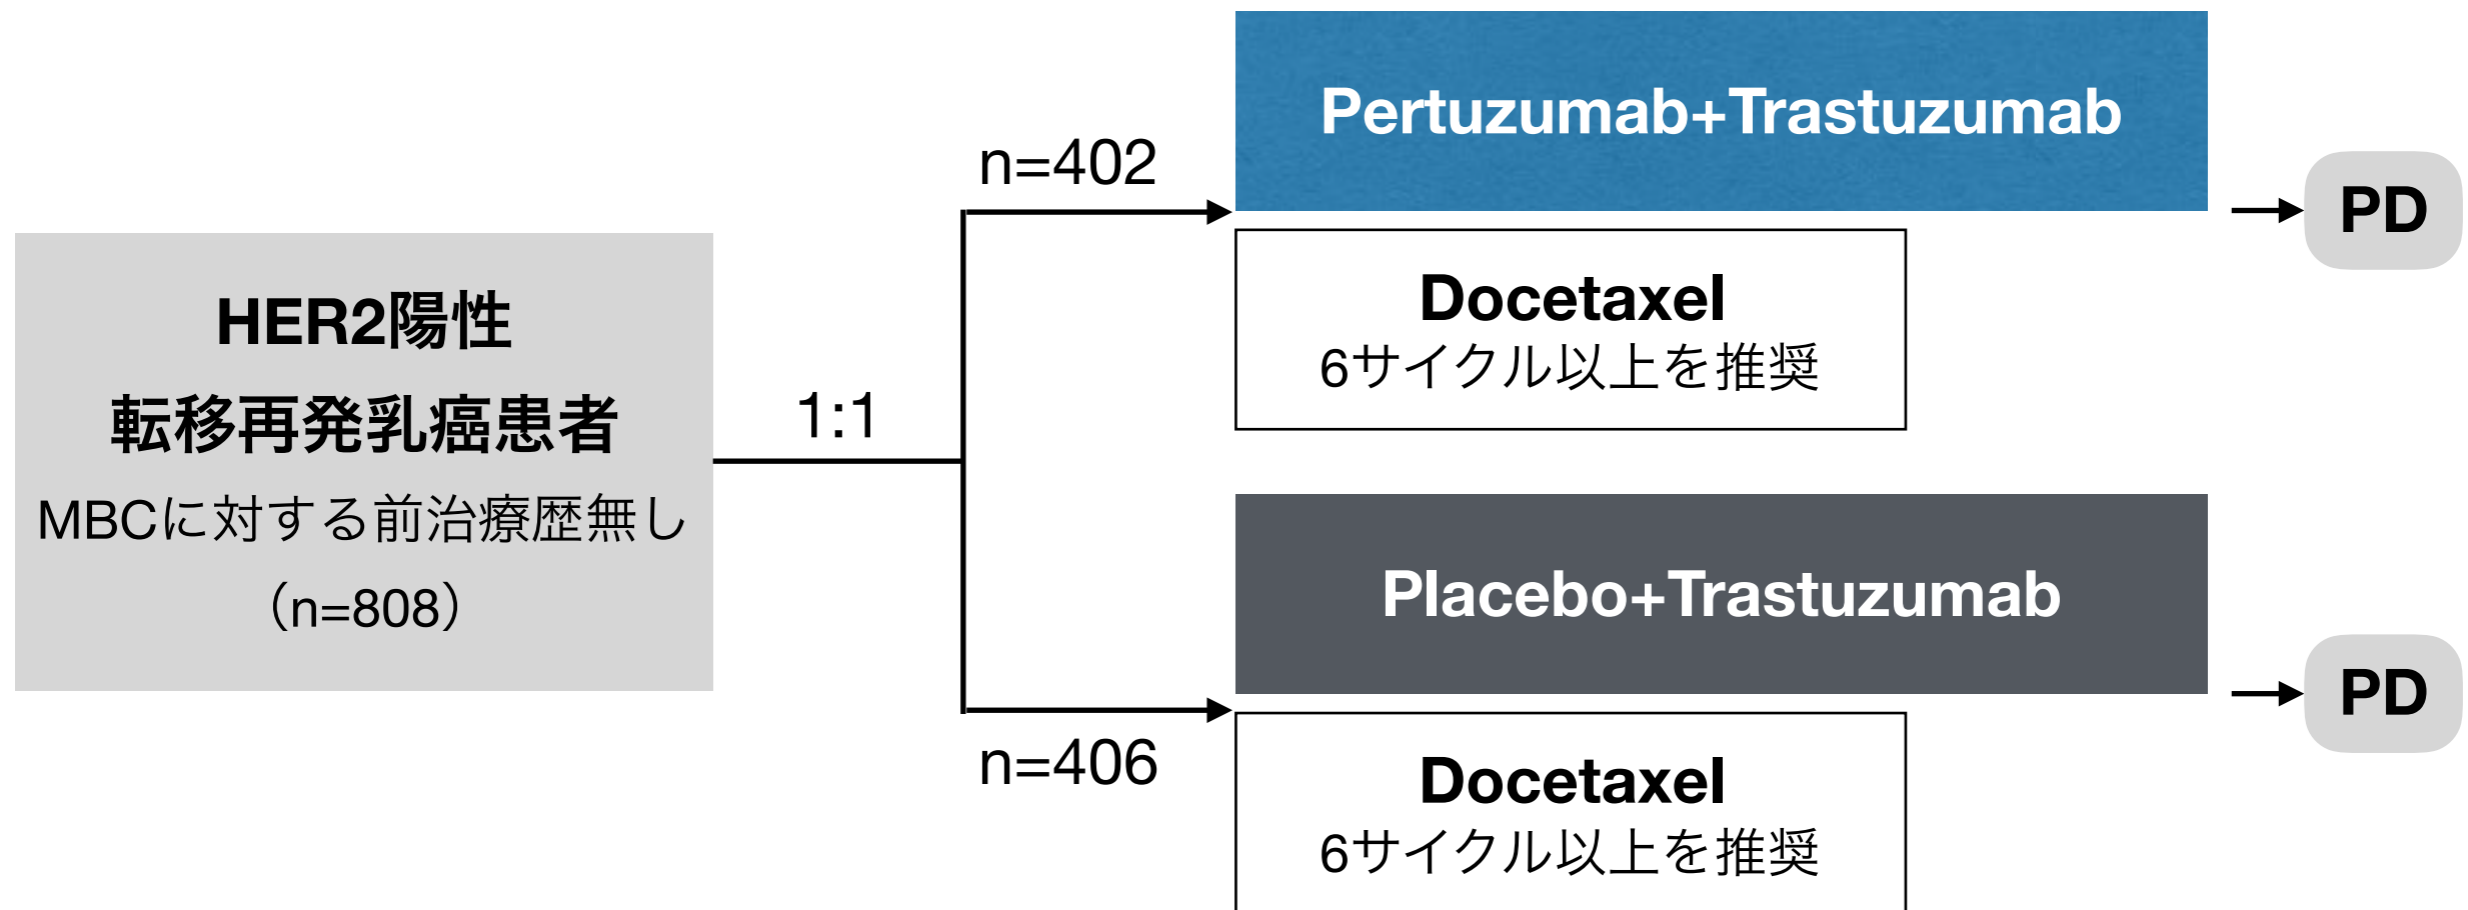 HER2陽性
転移再発乳癌患者
MBCに対する前治療歴無し
（n=808）
1:1
n=402
Pertuzumab+Trastuzumab
Docetaxel
6サイクル以上を推奨
PD
n=406
Placebo+Trastuzumab
Docetaxel
6サイクル以上を推奨
PD